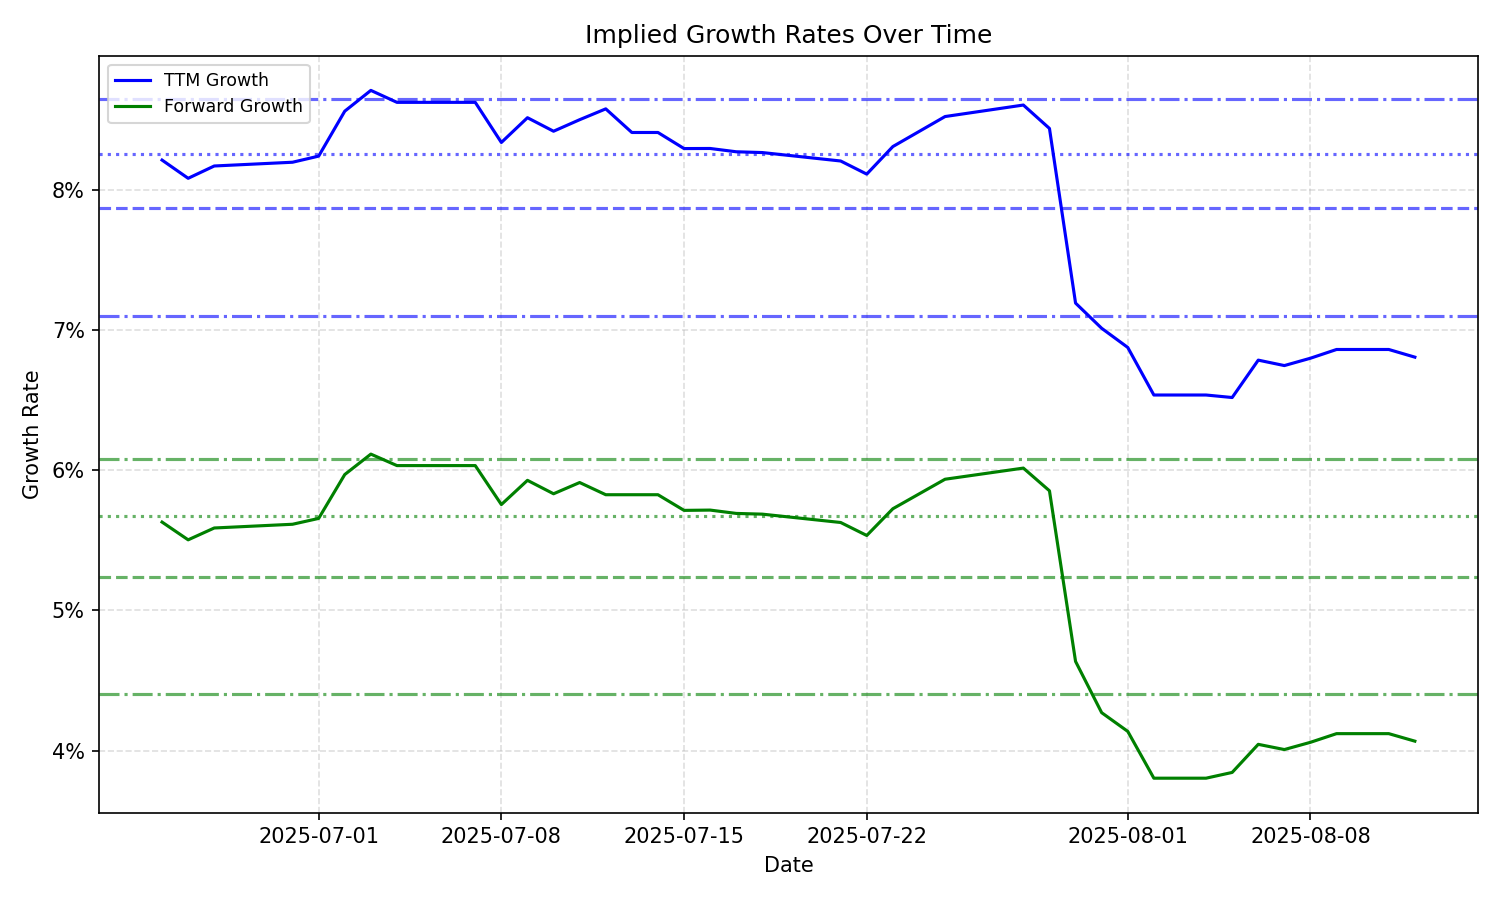 Implied Growth Rates Over Time
TTM Growth
Forward Growth
8%
7%
6%
5%
4%
Growth Rate
2025-07-01
2025-07-08
2025-07-15
2025-07-22
2025-08-01
2025-08-08
Date